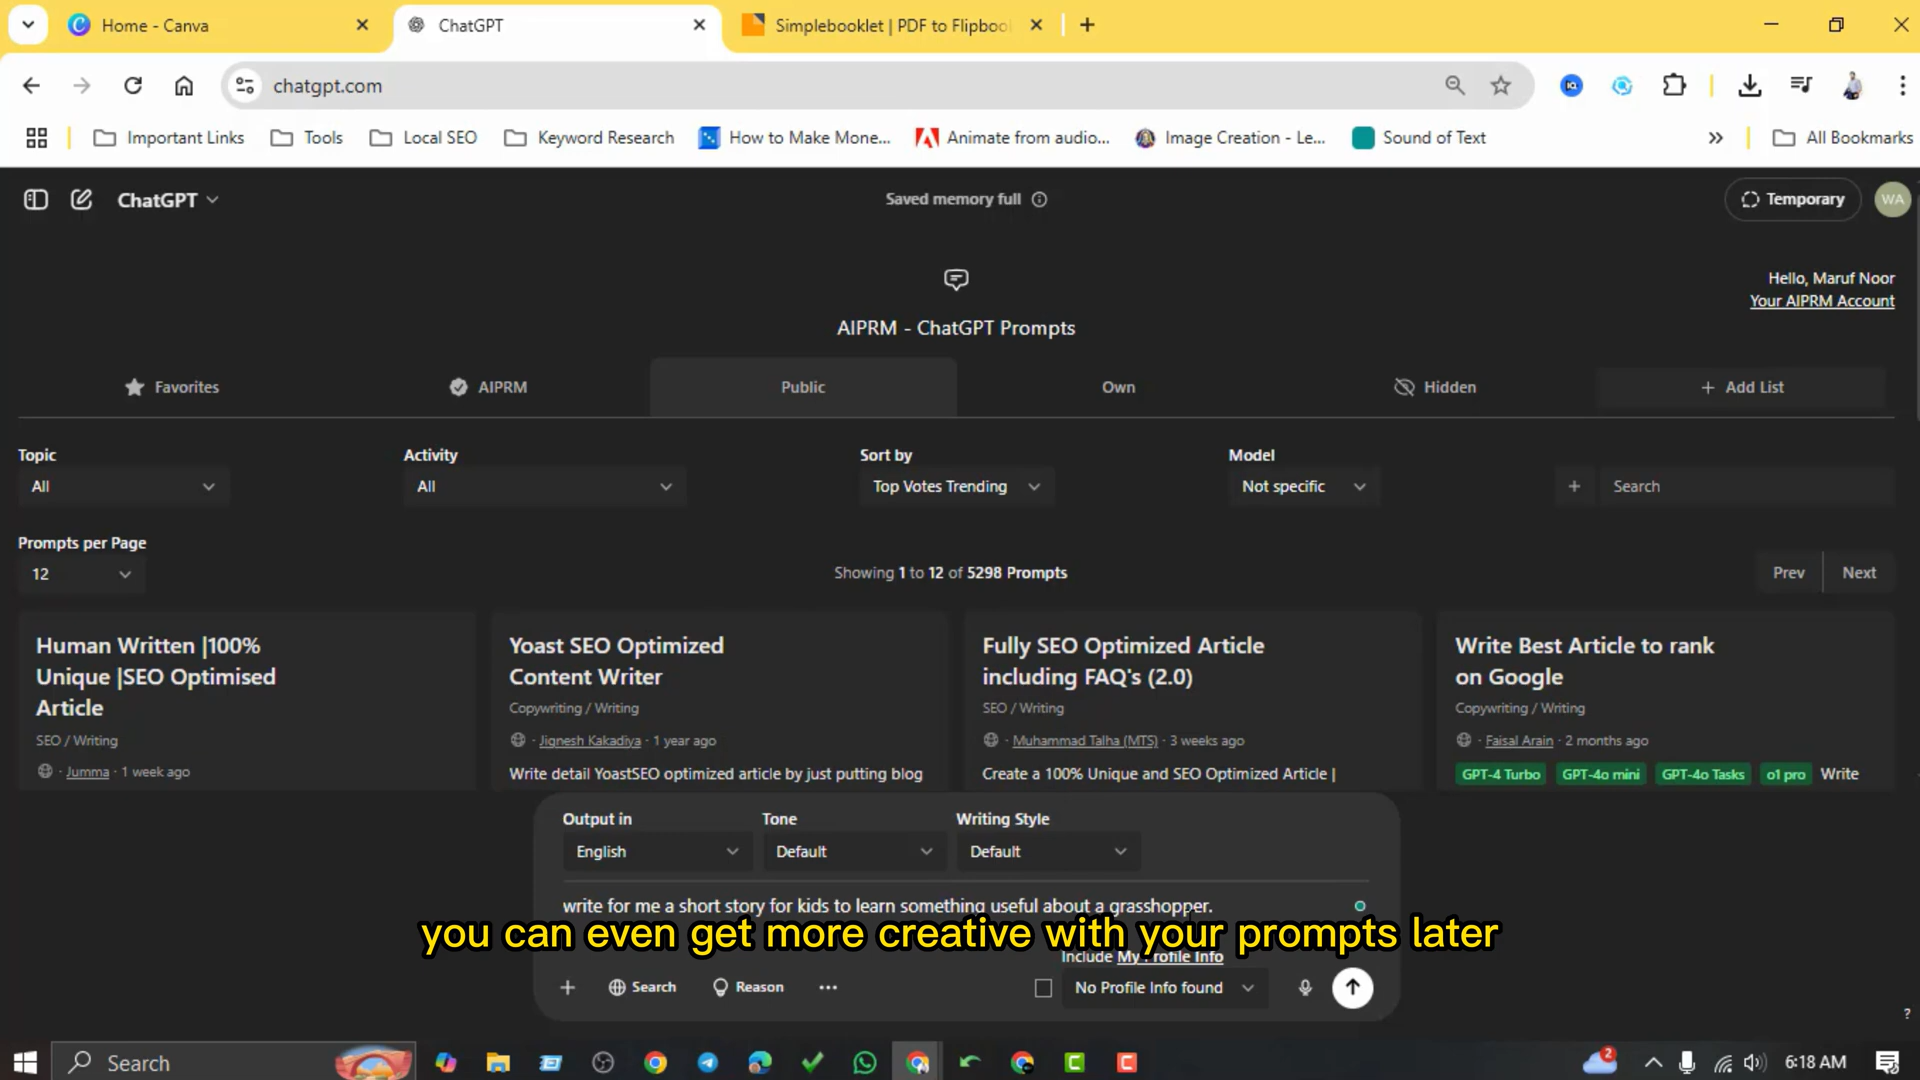 Home - Canva
ChatGPT
Simplebooklet | PDF to Flipboo
chatgpt.com
Important Links
Tools
Local SEO
Keyword Research
How to Make Mone...
Animate from audio...
Image Creation - Le...
Sound of Text
All Bookmarks
ChatGPT
Saved memory full
Temporary
WA
Hello, Maruf Noor
Your AIPRM Account
AIPRM - ChatGPT Prompts
Favorites
AIPRM
Public
Own
Hidden
+ Add List
Topic
Activity
Sort by
Model
All
All
Top Votes Trending
Not specific
+
Search
Prompts per Page
12
Showing 1 to 12 of 5298 Prompts
Prev
Next
Human Written |100%
Unique |SEO Optimised
Article
SEO / Writing
· Jumma · 1 week ago
Yoast SEO Optimized
Content Writer
Copywriting / Writing
· Jignesh Kakadiya · 1 year ago
Write detail YoastSEO optimized article by just putting blog
Fully SEO Optimized Article
including FAQ's (2.0)
SEO / Writing
· Muhammad Talha (MTS) · 3 weeks ago
Create a 100% Unique and SEO Optimized Article |
Write Best Article to rank
on Google
Copywriting / Writing
· Faisal Arain · 2 months ago
GPT-4 Turbo GPT-4o mini GPT-4o Tasks o1 pro Write
Output in
Tone
Writing Style
English
Default
Default
write for me a short story for kids to learn something useful about a grasshopper.
you can even get more creative with your prompts later
Include My Profile Info
Search
Reason
No Profile Info found
?
Search
2
6:18 AM